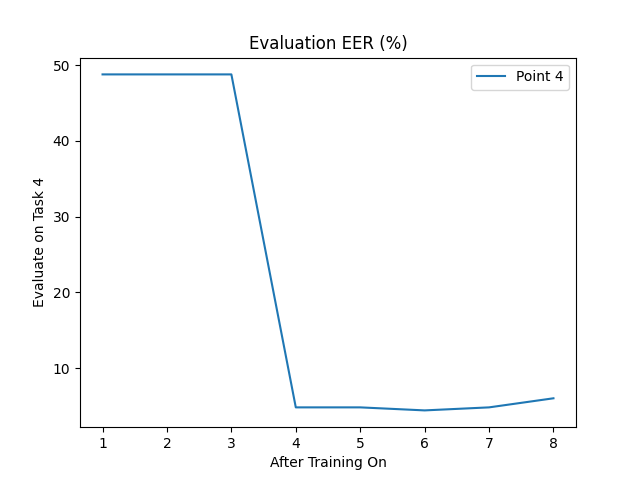 Evaluation EER (%)
Point 4
50
40
30
20
10
Evaluate on Task 4
1 2 3 4 5 6 7 8
After Training On